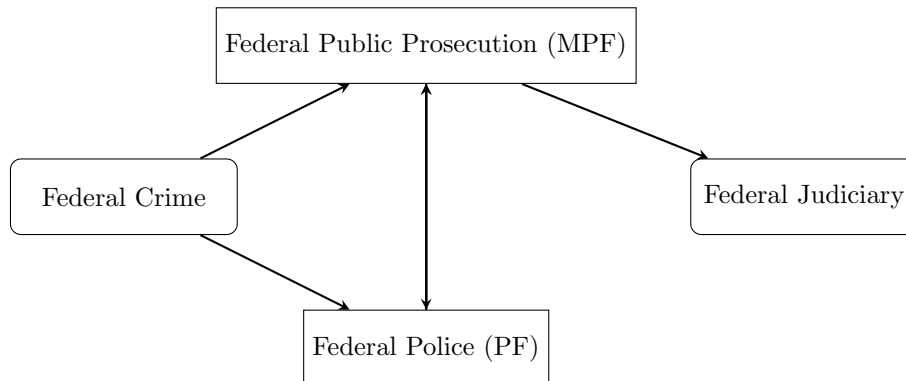 Federal Public Prosecution (MPF)
Federal Crime
Federal Judiciary
Federal Police (PF)